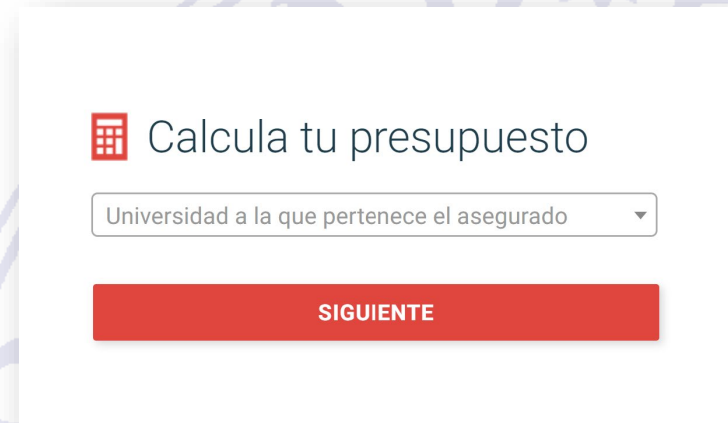 Calcula tu presupuesto
Universidad a la que pertenece el asegurado
SIGUIENTE